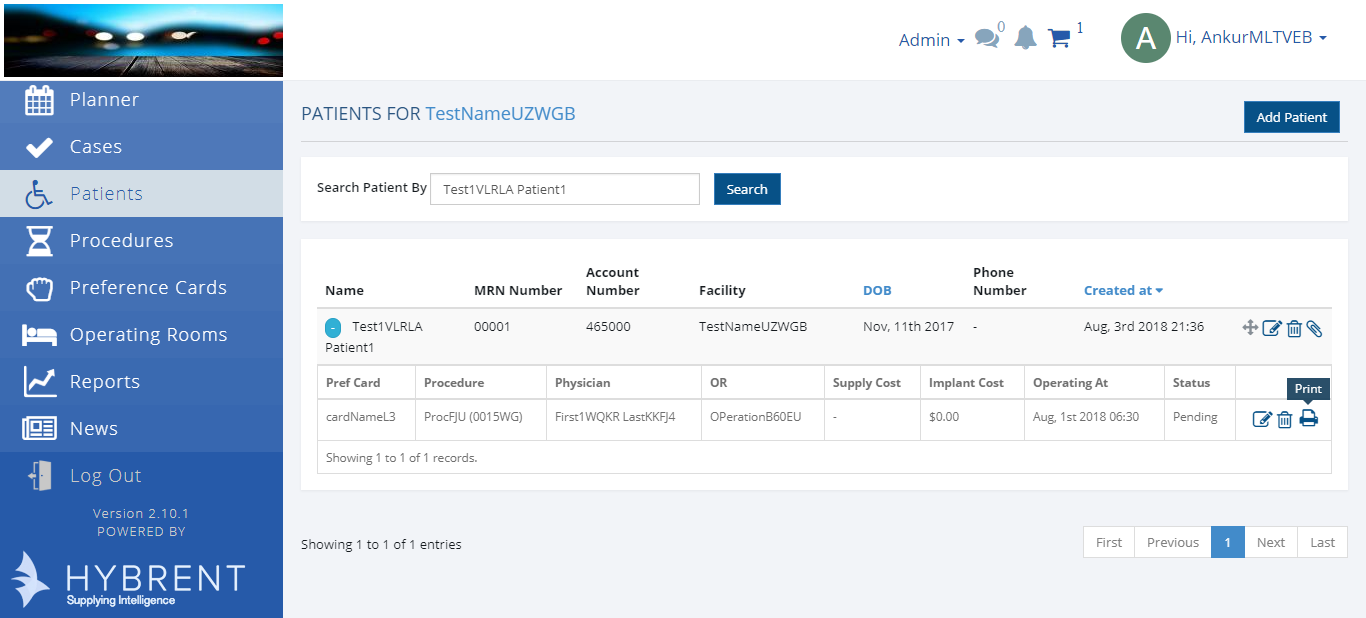 Admin
0
1
A
Hi, AnkurMLTVEB
Planner
Cases
Patients
Procedures
Preference Cards
Operating Rooms
Reports
News
Log Out
Version 2.10.1
POWERED BY
HYBRENT
Supplying Intelligence
PATIENTS FOR TestNameUZWGB
Add Patient
Search Patient By Test1VLRLA Patient1 Search
Name MRN Number Account Number Facility DOB Phone Number Created at
- Test1VLRLA Patient1 00001 465000 TestNameUZWGB Nov, 11th 2017 - Aug, 3rd 2018 21:36
Pref Card Procedure Physician OR Supply Cost Implant Cost Operating At Status
Print
cardNameL3 ProcFJU (0015WG) First1WQKR LastKKFJ4 OPerationB60EU - $0.00 Aug, 1st 2018 06:30 Pending
Showing 1 to 1 of 1 records.
Showing 1 to 1 of 1 entries
First Previous 1 Next Last